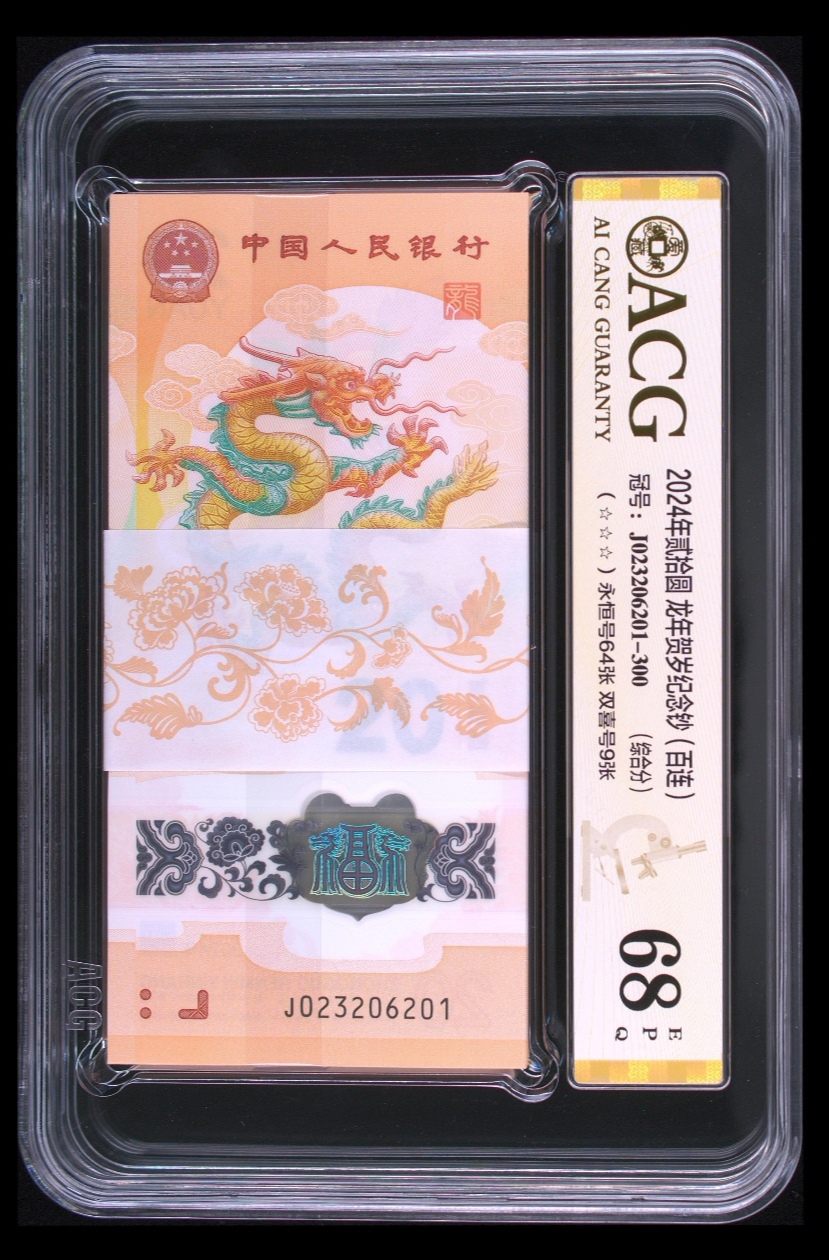 中国人民银行
龍
201
J023206201
ACG
AI CANG GUARANTY
2024年贰拾圆 龙年贺岁纪念钞（百连）
冠号：J023206201-300 （综合分）
（☆☆☆）永恒号64张 双喜号9张
68
EPQ
ACG